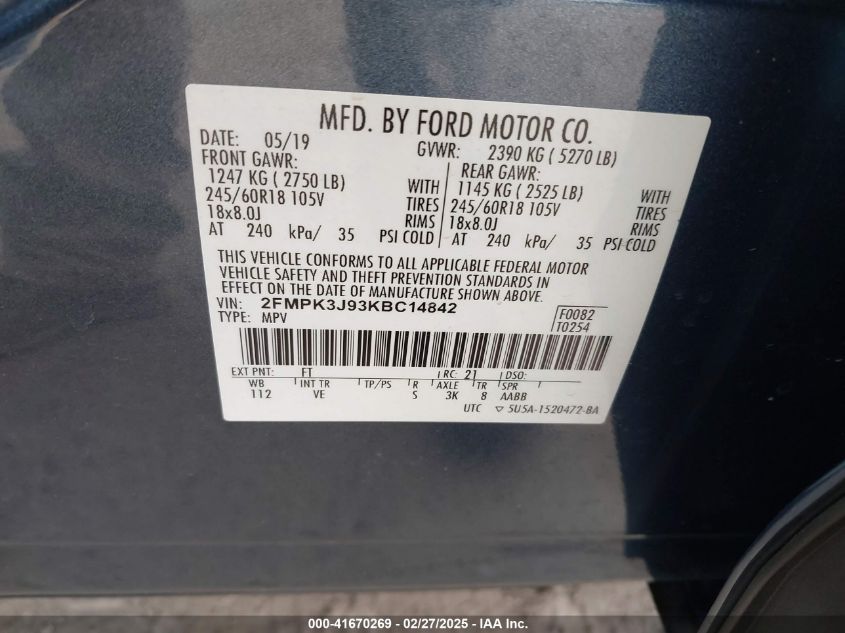 MFD. BY FORD MOTOR CO.
DATE: 05/19 GVWR: 2390 KG ( 5270 LB)
FRONT GAWR: REAR GAWR:
1247 KG ( 2750 LB) WITH 1145 KG ( 2525 LB) WITH
245/60R18 105V TIRES 245/60R18 105V TIRES
18x8.0J RIMS 18x8.0J RIMS
AT 240 kPa/ 35 PSI COLD AT 240 kPa/ 35 PSI COLD
THIS VEHICLE CONFORMS TO ALL APPLICABLE FEDERAL MOTOR
VEHICLE SAFETY AND THEFT PREVENTION STANDARDS IN
EFFECT ON THE DATE OF MANUFACTURE SHOWN ABOVE.
VIN: 2FMPK3J93KBC14842 F0082
TYPE: MPV T0254
EXT PNT: FT RC: 21 DSO:
WB INT TR TP/PS R AXLE TR SPR
112 VE S 3K 8 AABB
UTC ▽ 5U5A-1520472-BA
000-41670269 - 02/27/2025 - IAA Inc.